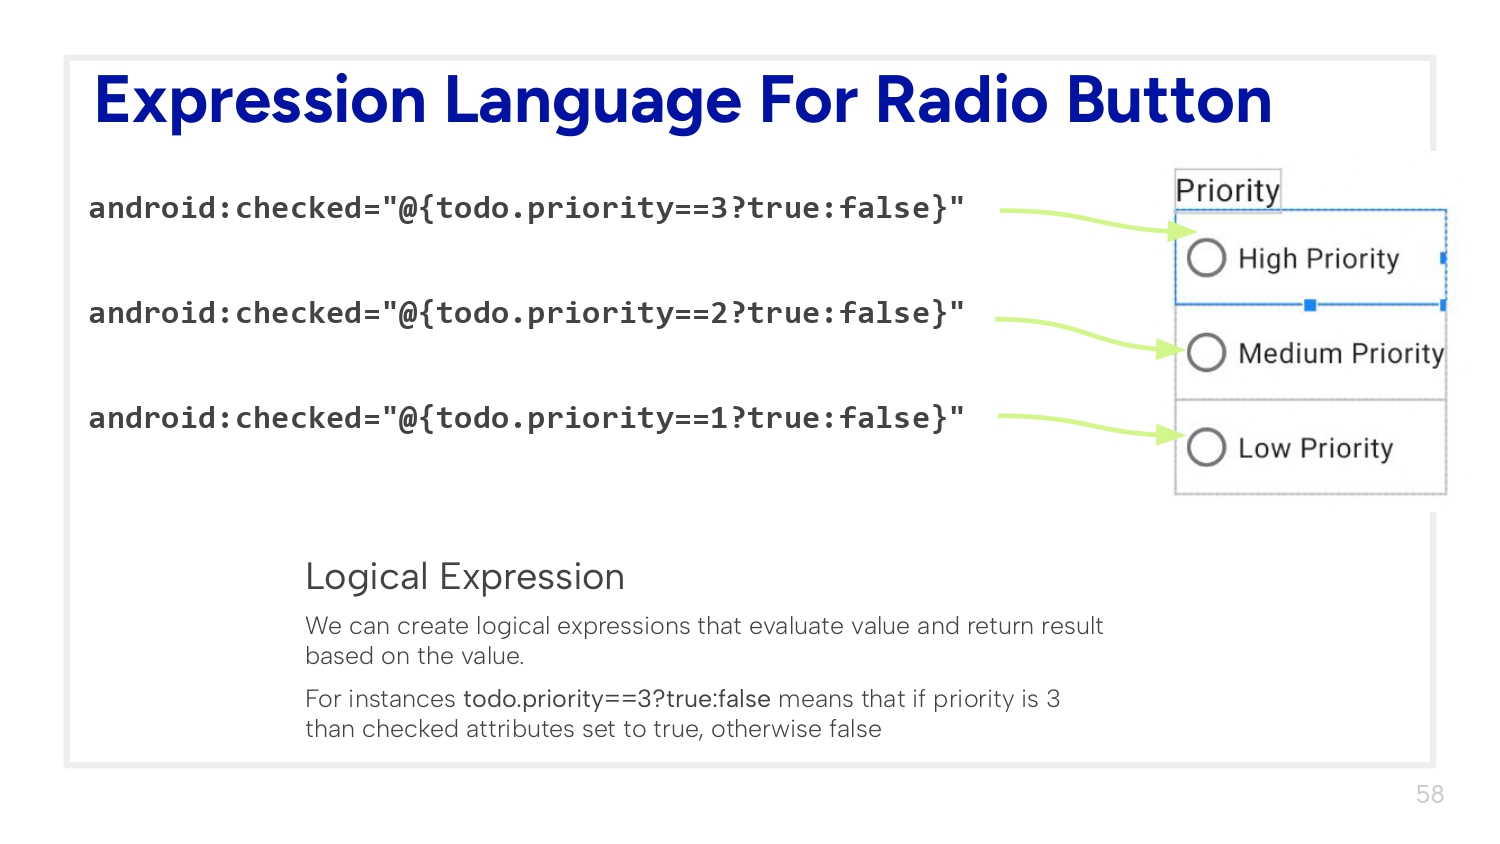 Expression Language For Radio Button
android:checked="@{todo.priority==3?true:false}"
android:checked="@{todo.priority==2?true:false}"
android:checked="@{todo.priority==1?true:false}"
Priority
High Priority
Medium Priority
Low Priority
Logical Expression
We can create logical expressions that evaluate value and return result
based on the value.
For instances todo.priority==3?true:false means that if priority is 3
than checked attributes set to true, otherwise false
58